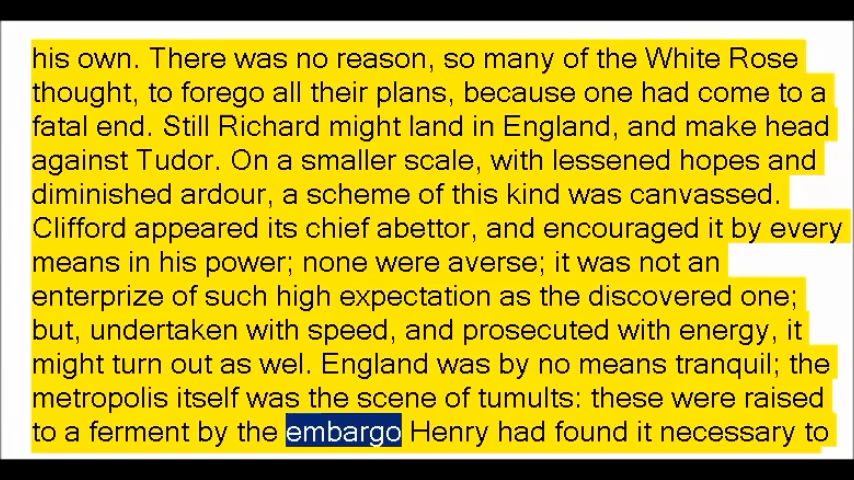 his own. There was no reason, so many of the White Rose
thought, to forego all their plans, because one had come to a
fatal end. Still Richard might land in England, and make head
against Tudor. On a smaller scale, with lessened hopes and
diminished ardour, a scheme of this kind was canvassed.
Clifford appeared its chief abettor, and encouraged it by every
means in his power; none were averse; it was not an
enterprize of such high expectation as the discovered one;
but, undertaken with speed, and prosecuted with energy, it
might turn out as wel. England was by no means tranquil; the
metropolis itself was the scene of tumults: these were raised
to a ferment by the embargo Henry had found it necessary to